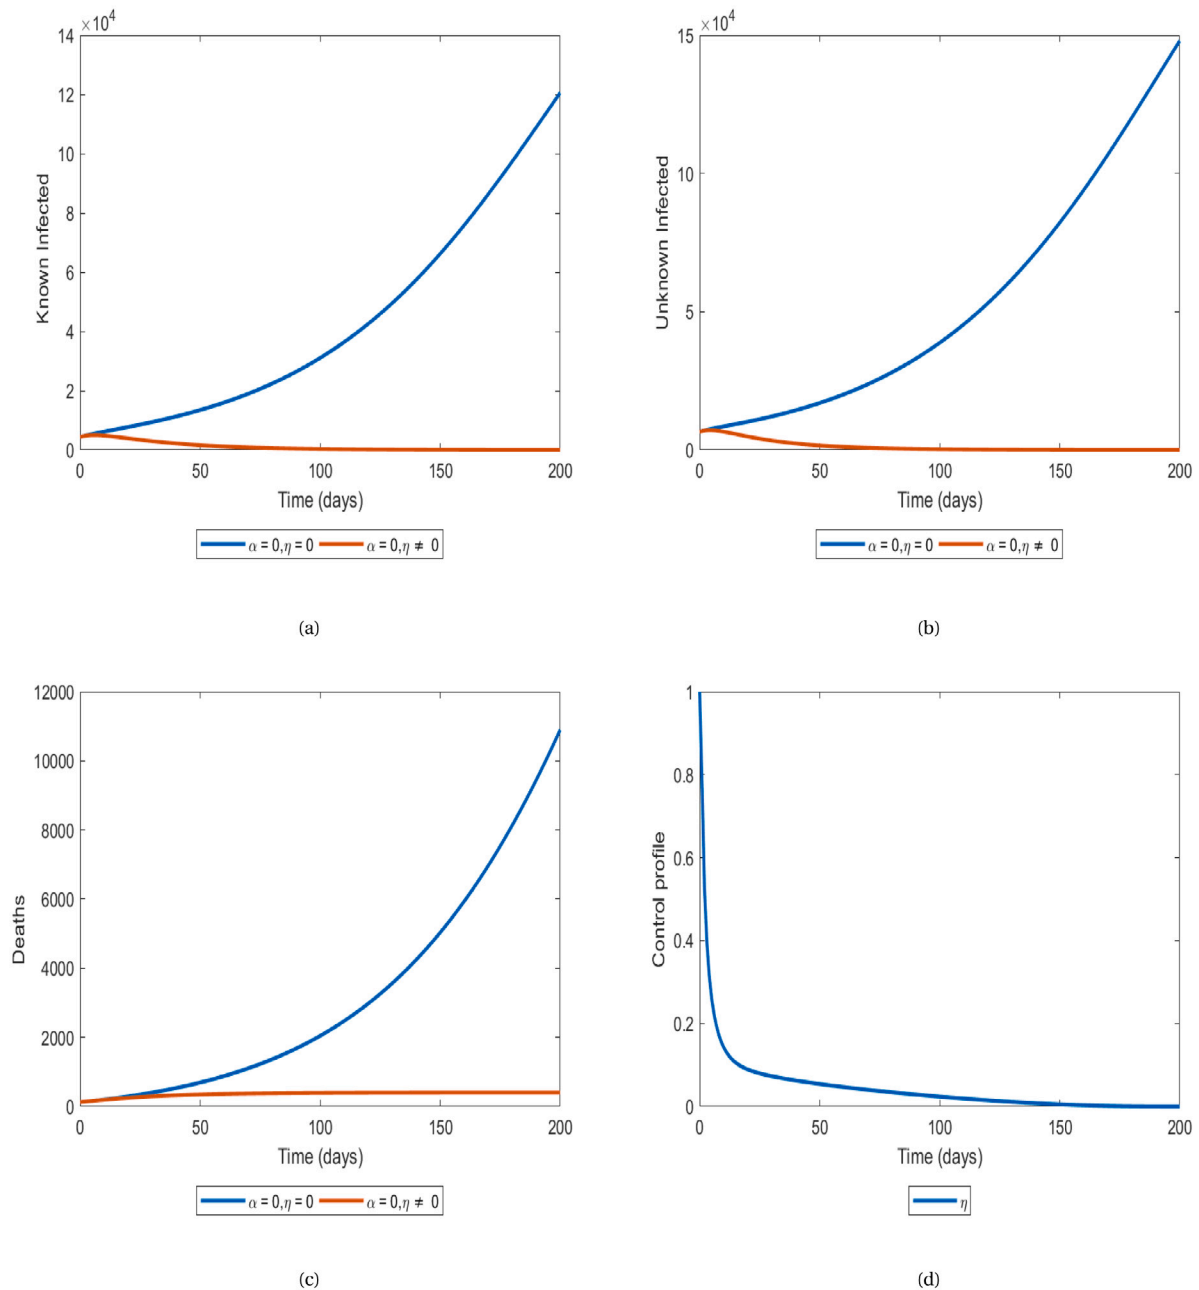 ×10⁴
14
12
10
8
6
4
2
0
Known Infected
0 50 100 150 200
Time (days)
α = 0,η = 0 α = 0,η ≠ 0
(a)
×10⁴
15
10
5
0
Unknown Infected
0 50 100 150 200
Time (days)
α = 0,η = 0 α = 0,η ≠ 0
(b)
12000
10000
8000
6000
4000
2000
0
Deaths
0 50 100 150 200
Time (days)
α = 0,η = 0 α = 0,η ≠ 0
(c)
1
0.8
0.6
0.4
0.2
0
Control profile
0 50 100 150 200
Time (days)
η
(d)